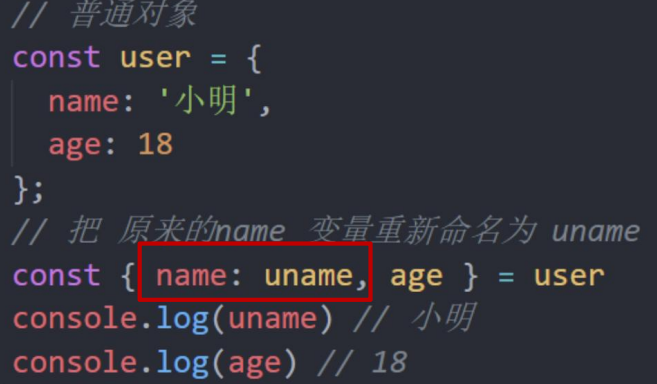 // 普通对象
const user = {
  name: '小明',
  age: 18
};
// 把 原来的name 变量重新命名为 uname
const { name: uname, age } = user
console.log(uname) // 小明
console.log(age) // 18